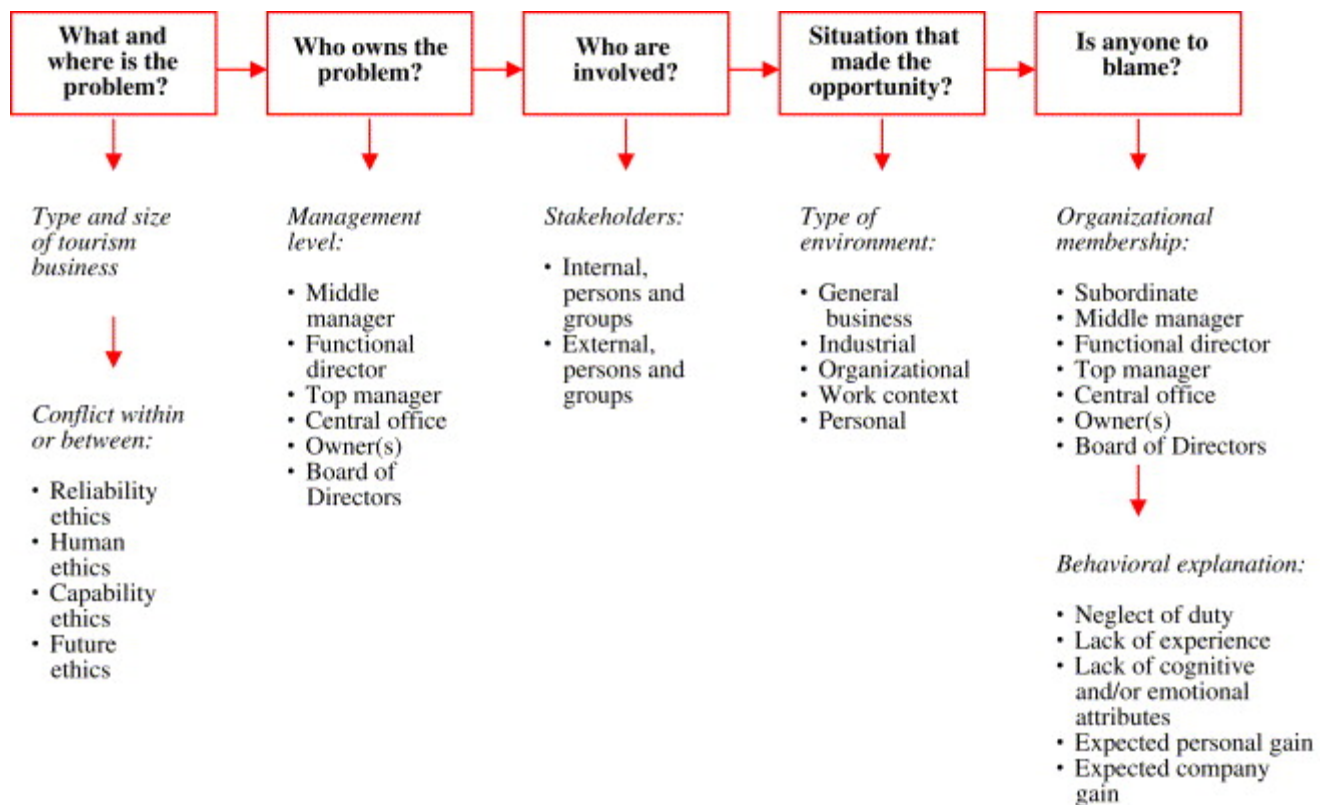 What and
where is the
problem?
Who owns the
problem?
Who are
involved?
Situation that
made the
opportunity?
Is anyone to
blame?
Type and size
of tourism
business
Conflict within
or between:
• Reliability
ethics
• Human
ethics
• Capability
ethics
• Future
ethics
Management
level:
• Middle
manager
• Functional
director
• Top manager
• Central office
• Owner(s)
• Board of
Directors
Stakeholders:
• Internal,
persons and
groups
• External,
persons and
groups
Type of
environment:
• General
business
• Industrial
• Organizational
• Work context
• Personal
Organizational
membership:
• Subordinate
• Middle manager
• Functional director
• Top manager
• Central office
• Owner(s)
• Board of Directors
Behavioral explanation:
• Neglect of duty
• Lack of experience
• Lack of cognitive
and/or emotional
attributes
• Expected personal gain
• Expected company
gain